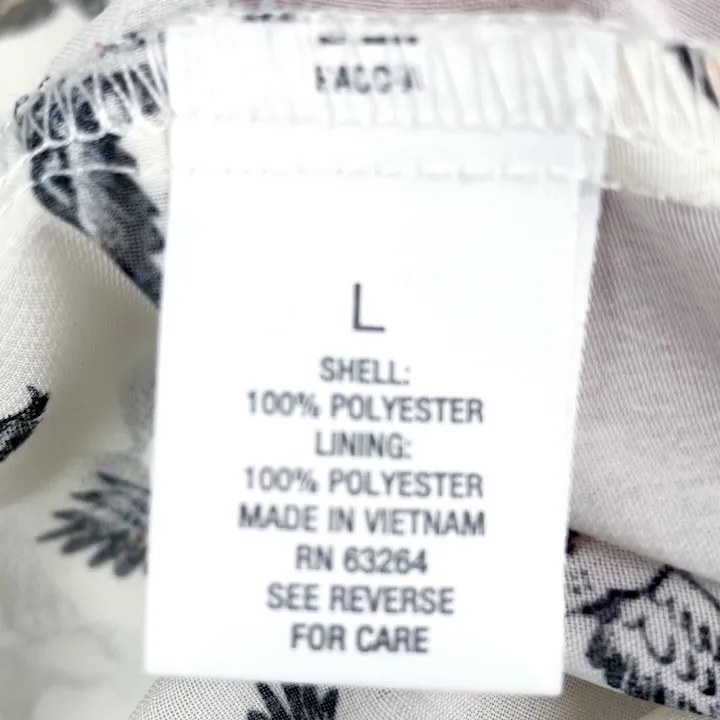 L
SHELL:
100% POLYESTER
LINING:
100% POLYESTER
MADE IN VIETNAM
RN 63264
SEE REVERSE
FOR CARE